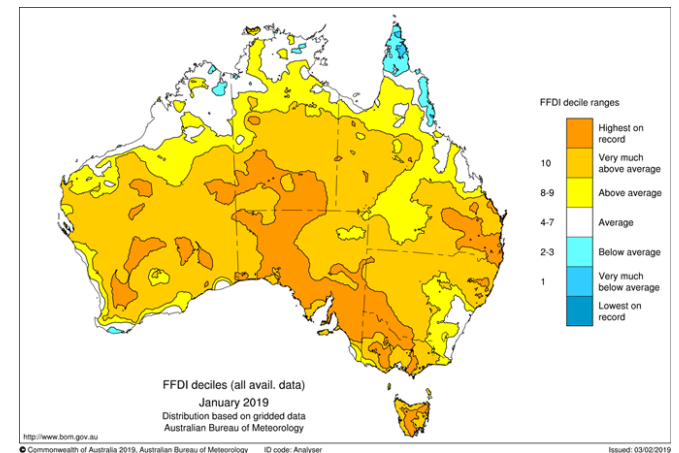 FFDI decile ranges
Highest on
record
10
Very much
above average
8-9
Above average
4-7
Average
2-3
Below average
1
Very much
below average
Lowest on
record
FFDI deciles (all avail. data)
January 2019
Distribution based on gridded data
Australian Bureau of Meteorology
http://www.bom.gov.au
© Commonwealth of Australia 2019, Australian Bureau of Meteorology ID code: Analyser Issued: 03/02/2019